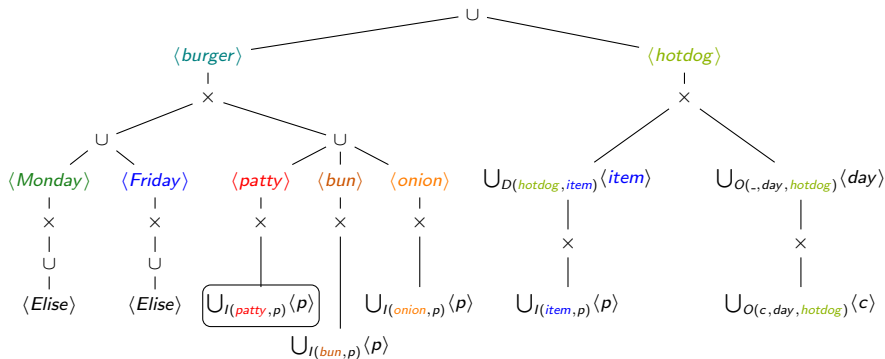 ∪
⟨burger⟩ ⟨hotdog⟩
× ×
∪ ∪
⟨Monday⟩ ⟨Friday⟩ ⟨patty⟩ ⟨bun⟩ ⟨onion⟩ ⋃D(hotdog,item)⟨item⟩ ⋃O(_,day,hotdog)⟨day⟩
× × × × × × ×
∪ ∪
⟨Elise⟩ ⟨Elise⟩ ⋃I(patty,p)⟨p⟩ ⋃I(onion,p)⟨p⟩ ⋃I(item,p)⟨p⟩ ⋃O(c,day,hotdog)⟨c⟩
⋃I(bun,p)⟨p⟩